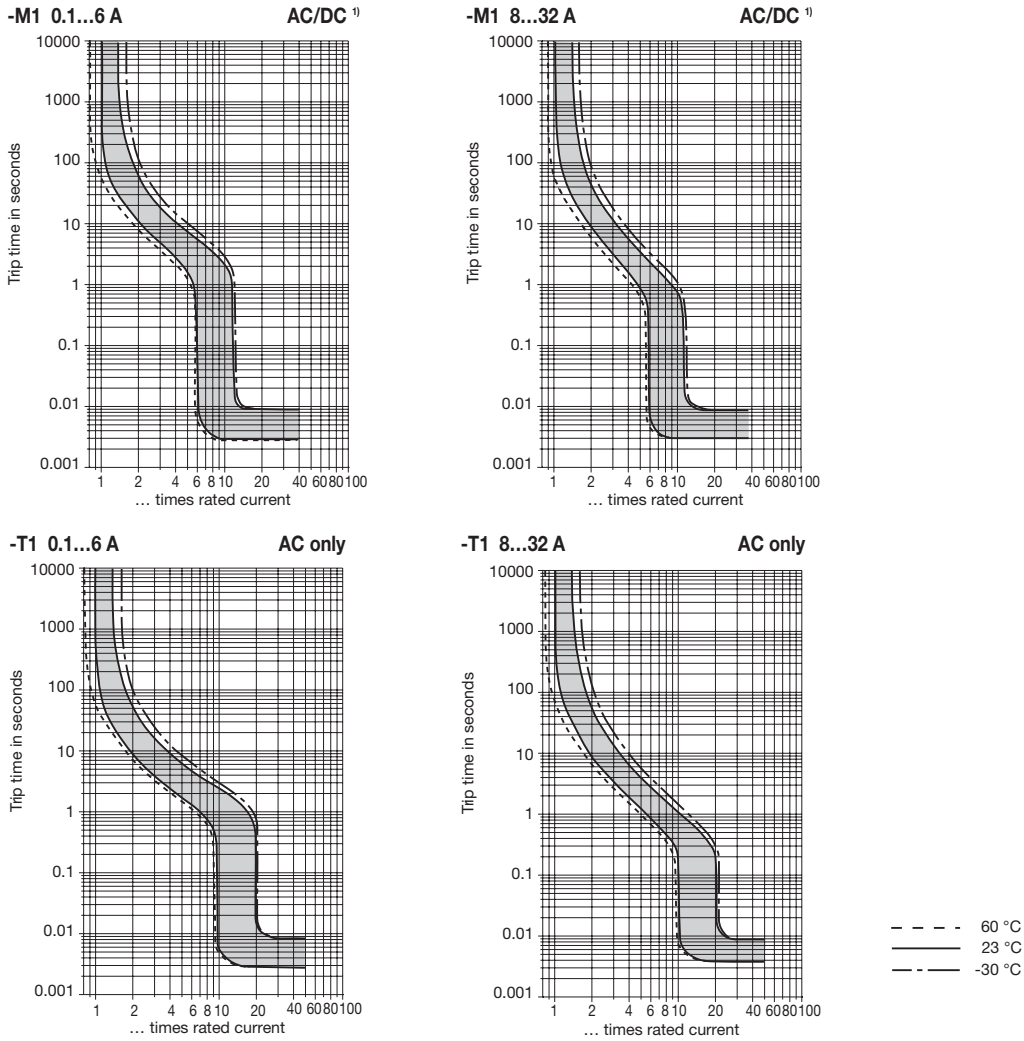 -M1 0.1...6 A AC/DC 1)
10000
1000
100
10
1
0.1
0.01
0.001
Trip time in seconds
1 2 4 6 8 10 20 40 60 80 100
... times rated current
-M1 8...32 A AC/DC 1)
10000
1000
100
10
1
0.1
0.01
0.001
Trip time in seconds
1 2 4 6 8 10 20 40 60 80 100
... times rated current
-T1 0.1...6 A AC only
10000
1000
100
10
1
0.1
0.01
0.001
Trip time in seconds
1 2 4 6 8 10 20 40 60 80 100
... times rated current
-T1 8...32 A AC only
10000
1000
100
10
1
0.1
0.01
0.001
Trip time in seconds
1 2 4 6 8 10 20 40 60 80 100
... times rated current
60 °C
23 °C
-30 °C